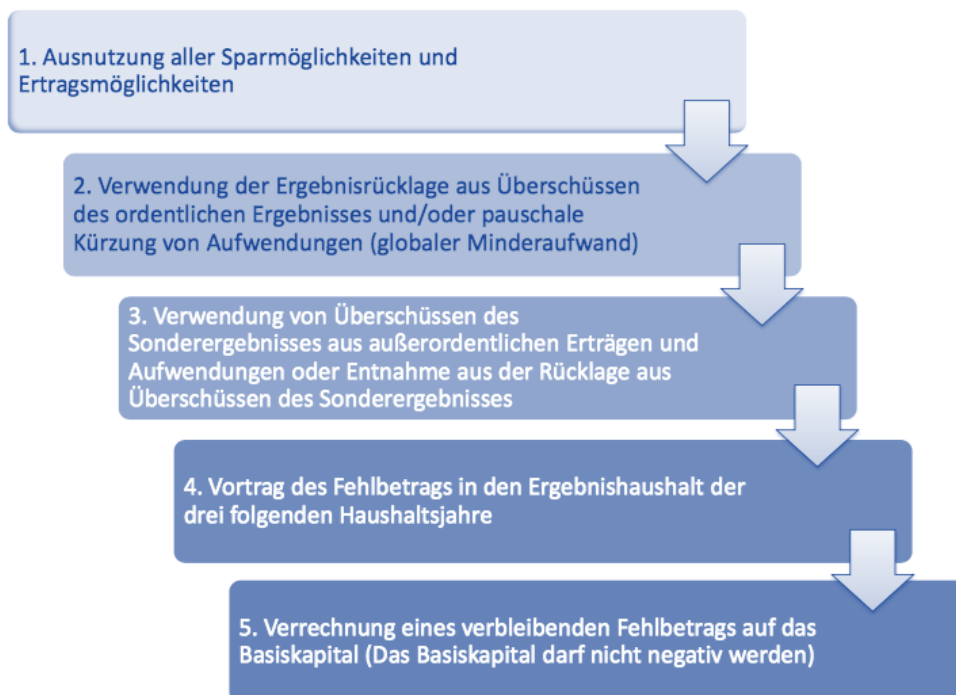 1. Ausnutzung aller Sparmöglichkeiten und
Ertragsmöglichkeiten
2. Verwendung der Ergebnisrücklage aus Überschüssen
des ordentlichen Ergebnisses und/oder pauschale
Kürzung von Aufwendungen (globaler Minderaufwand)
3. Verwendung von Überschüssen des
Sonderergebnisses aus außerordentlichen Erträgen und
Aufwendungen oder Entnahme aus der Rücklage aus
Überschüssen des Sonderergebnisses
4. Vortrag des Fehlbetrags in den Ergebnishaushalt der
drei folgenden Haushaltsjahre
5. Verrechnung eines verbleibenden Fehlbetrags auf das
Basiskapital (Das Basiskapital darf nicht negativ werden)